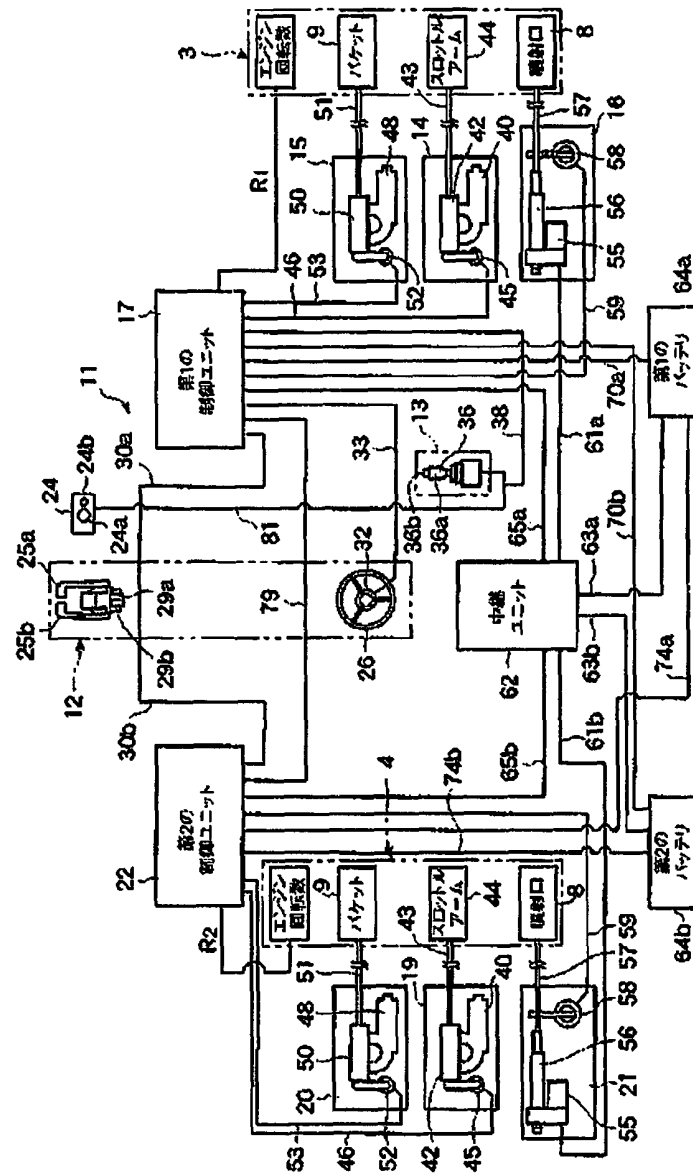 エンジン
回転数
3
9
バケット
スロットル
アーム
44
噴射口
8
51
43
57
R1
15
50
48
52
14
42
40
45
16
58
56
55
17
第1の
制御ユニット
11
46
53
59
64a
第1の
バッテリ
70a
61a
30a
24
24b
24a
81
33
13
36
36b
36a
38
65a
70b
63a
25a
25b
12
29a
29b
79
32
26
中継
ユニット
62
63b
74a
30b
65b
61b
4
74b
22
第2の
制御ユニット
R2
エンジン
回転数
9
バケット
スロットル
アーム
44
噴射口
8
第2の
バッテリ
64b
51
43
57
59
58
48
50
20
52
53
19
40
42
45
46
56
55
21